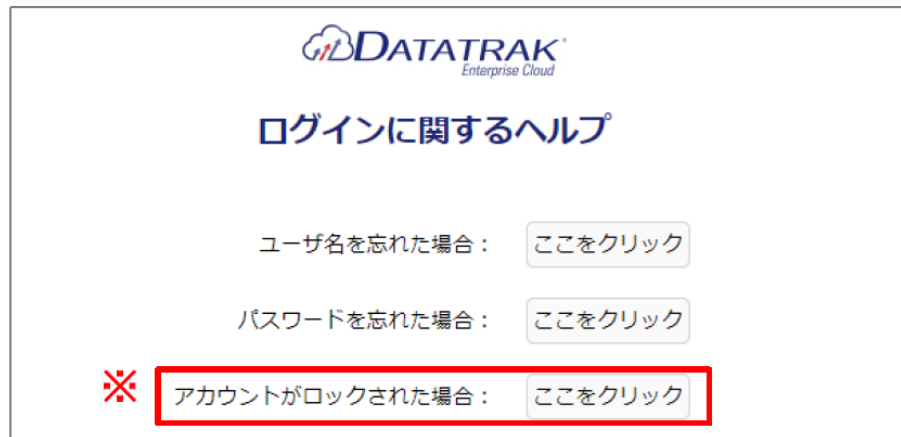 DATATRAK
Enterprise Cloud
ログインに関するヘルプ
ユーザ名を忘れた場合： ここをクリック
パスワードを忘れた場合： ここをクリック
※ アカウントがロックされた場合： ここをクリック